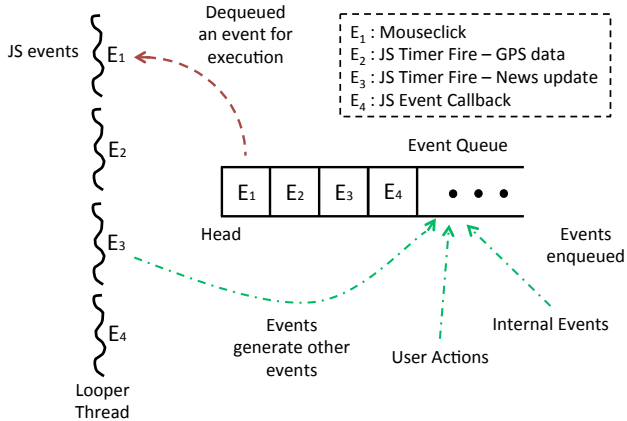 Dequeued
an event for
execution
JS events
E1
E2
E3
E4
Looper
Thread
E1 : Mouseclick
E2 : JS Timer Fire – GPS data
E3 : JS Timer Fire – News update
E4 : JS Event Callback
Event Queue
E1 E2 E3 E4 • • •
Head
Events
enqueued
Events
generate other
events
User Actions
Internal Events